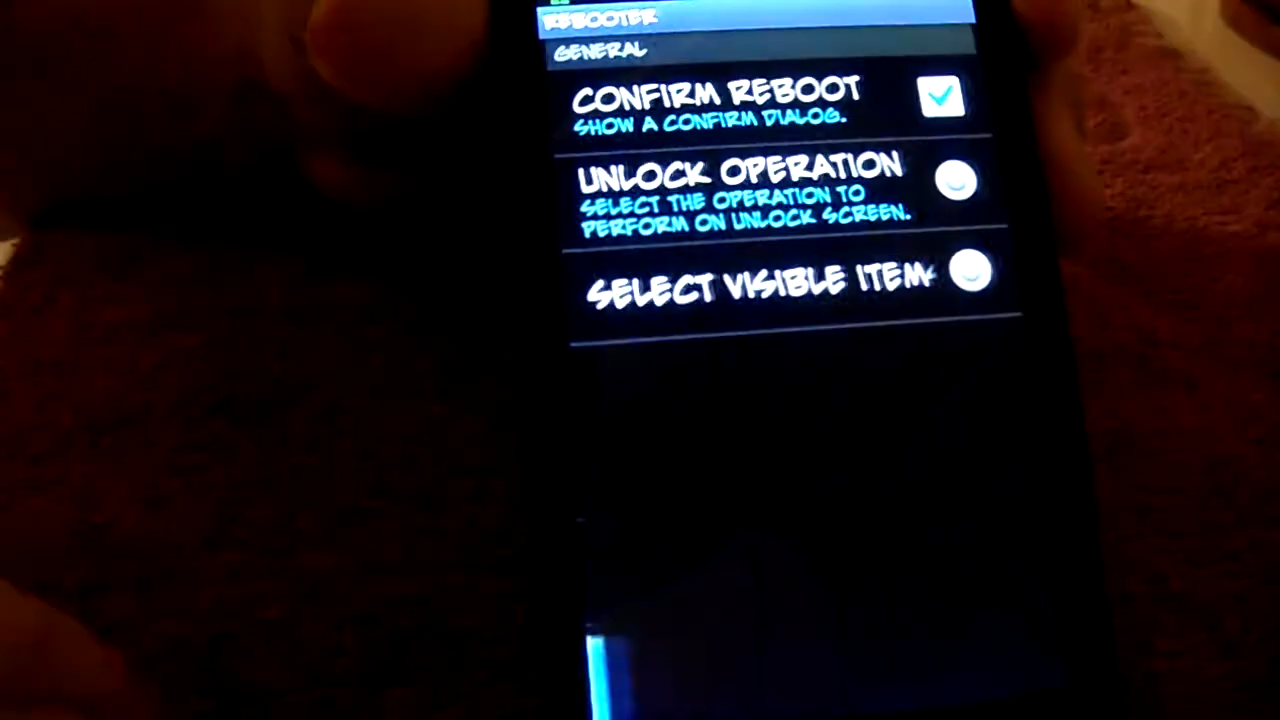 REBOOTER
GENERAL
CONFIRM REBOOT
SHOW A CONFIRM DIALOG.
UNLOCK OPERATION
SELECT THE OPERATION TO
PERFORM ON UNLOCK SCREEN.
SELECT VISIBLE ITEM